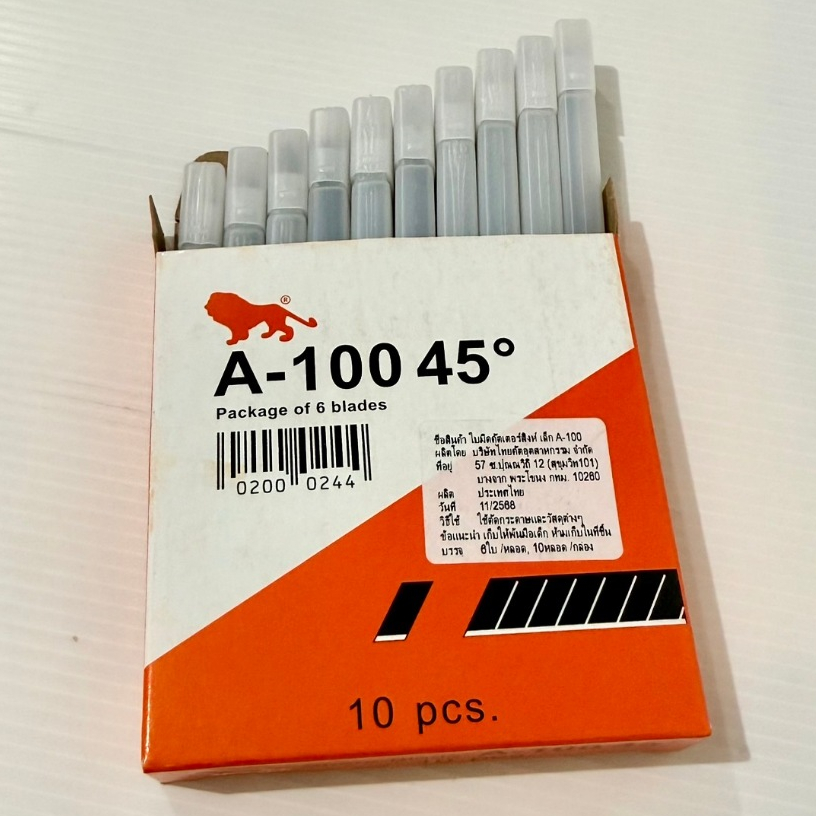 ®
A-100 45°
Package of 6 blades
0200 0244
ชื่อสินค้า ใบมีดคัตเตอร์สิงห์ เล็ก A-100
ผลิตโดย บริษัทไทยคัตอุตสาหกรรม จำกัด
ที่อยู่ 57 ซ.ปุณณวิถี 12 (สุขุมวิท101)
บางจาก พระโขนง กทม. 10260
ผลิต ประเทศไทย
วันที่ 11/2568
วิธีใช้ ใช้ตัดกระดาษและวัสดุต่างๆ
ข้อแนะนำ เก็บให้พ้นมือเด็ก ห้ามเก็บในที่ชื้น
บรรจุ 6ใบ /หลอด, 10หลอด /กล่อง
10 pcs.